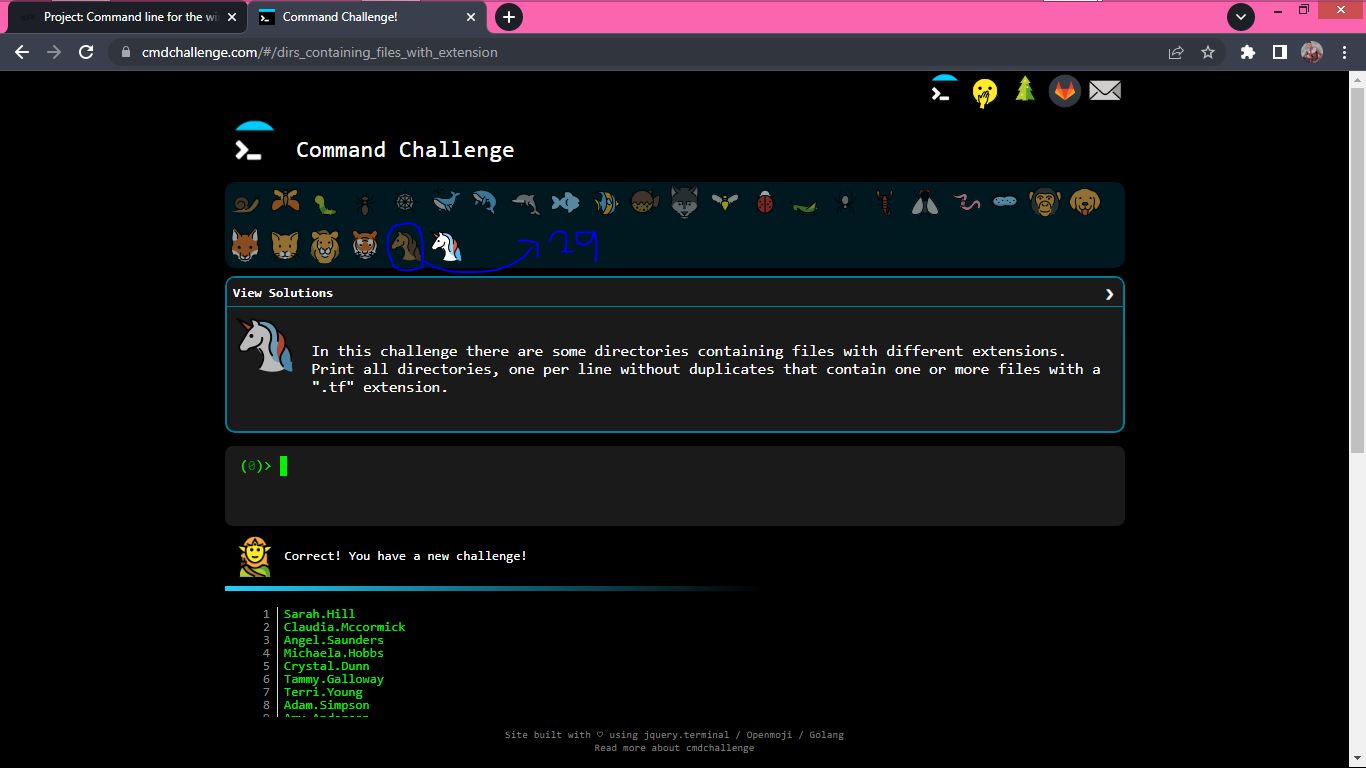 Project: Command line for the wi
Command Challenge!
cmdchallenge.com/#/dirs_containing_files_with_extension
Command Challenge
29
View Solutions
In this challenge there are some directories containing files with different extensions.
Print all directories, one per line without duplicates that contain one or more files with a
".tf" extension.
(0)>
Correct! You have a new challenge!
1 Sarah.Hill
2 Claudia.Mccormick
3 Angel.Saunders
4 Michaela.Hobbs
5 Crystal.Dunn
6 Tammy.Galloway
7 Terri.Young
8 Adam.Simpson
Site built with ♡ using jquery.terminal / Openmoji / Golang
Read more about cmdchallenge